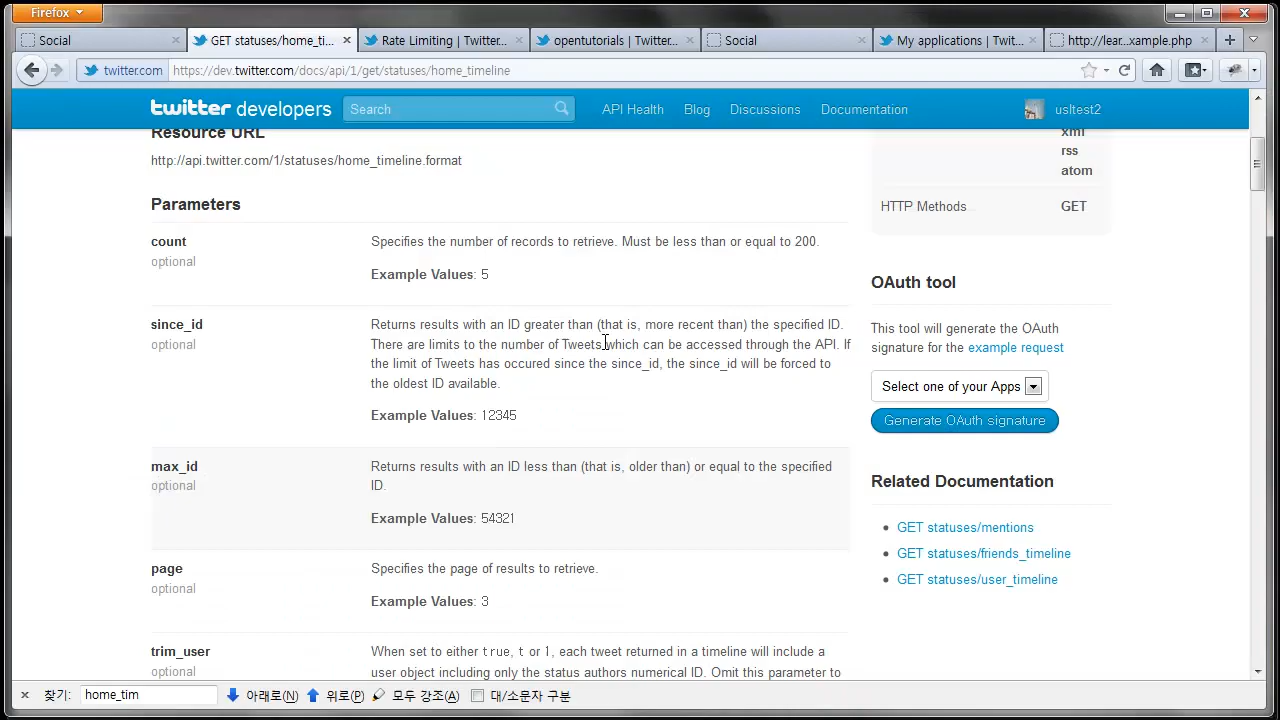 Firefox
Social
GET statuses/home_ti...
Rate Limiting | Twitter...
opentutorials | Twitter...
Social
My applications | Twit...
http://lear...xample.php
twitter.com
https://dev.twitter.com/docs/api/1/get/statuses/home_timeline
twitter developers
Search
API Health
Blog
Discussions
Documentation
usltest2
Resource URL
http://api.twitter.com/1/statuses/home_timeline.format
Parameters
count
optional
Specifies the number of records to retrieve. Must be less than or equal to 200.
Example Values: 5
since_id
optional
Returns results with an ID greater than (that is, more recent than) the specified ID.
There are limits to the number of Tweets which can be accessed through the API. If
the limit of Tweets has occured since the since_id, the since_id will be forced to
the oldest ID available.
Example Values: 12345
max_id
optional
Returns results with an ID less than (that is, older than) or equal to the specified
ID.
Example Values: 54321
page
optional
Specifies the page of results to retrieve.
Example Values: 3
trim_user
optional
When set to either true, t or 1, each tweet returned in a timeline will include a
user object including only the status authors numerical ID. Omit this parameter to
xml
rss
atom
HTTP Methods
GET
OAuth tool
This tool will generate the OAuth
signature for the example request
Select one of your Apps
Generate OAuth signature
Related Documentation
GET statuses/mentions
GET statuses/friends_timeline
GET statuses/user_timeline
찾기:
home_tim
아래로(N)
위로(P)
모두 강조(A)
대/소문자 구분